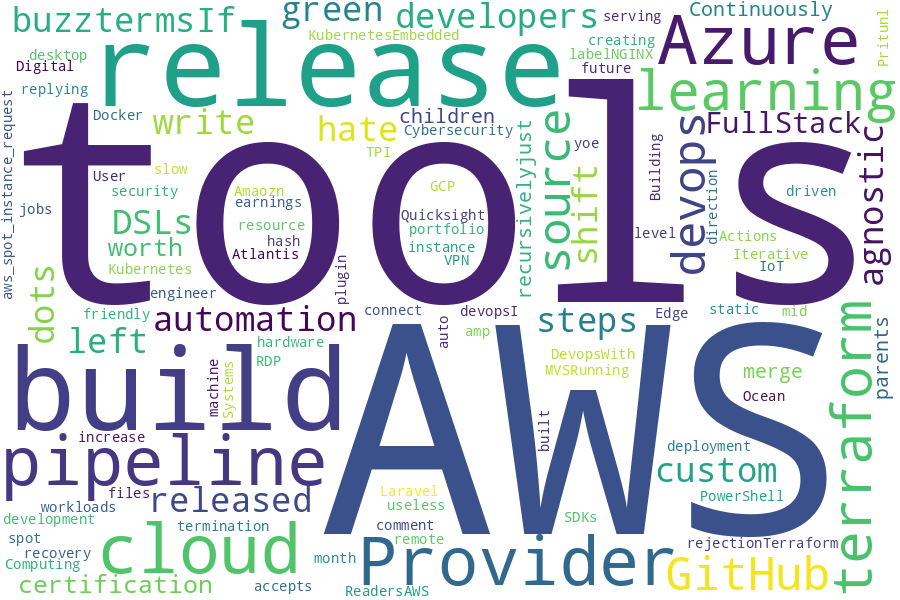 buzztermsIf
green
developers
Continuously
release
Azure
KubernetesEmbedded
serving
creating
labelNGINX
future
Pritunl
desktop
Digital
replying
learning
aws_spot_instance_request
Docker
write
hate
children
Cybersecurity
TPI
recursivelyjust
source
yoe
shift
Building
devops
FullStack
agnostic
tools
User
slow
security
jobs
DSLs
worth
Kubernetes
Amaozn
earnings
resource
hash
Atlantis
GCP
Quicksight
portfolio
instance
VPN
level
direction
driven
Actions
Iterative
IoT
dots
engineer
plugin
friendly
automation
left
hardware
RDP
connect
devopsI
auto
amp
steps
Edge
static
mid
terraform
parents
build
machine
Systems
DevopsWith
MVSRunning
AWS
merge
Ocean
built
increase
pipeline
deployment
custom
PowerShell
files
released
Laravel
useless
workloads
development
termination
comment
remote
SDKs
spot
recovery
Computing
cloud
month
Provider
rejectionTerraform
GitHub
certification
accepts
ReadersAWS